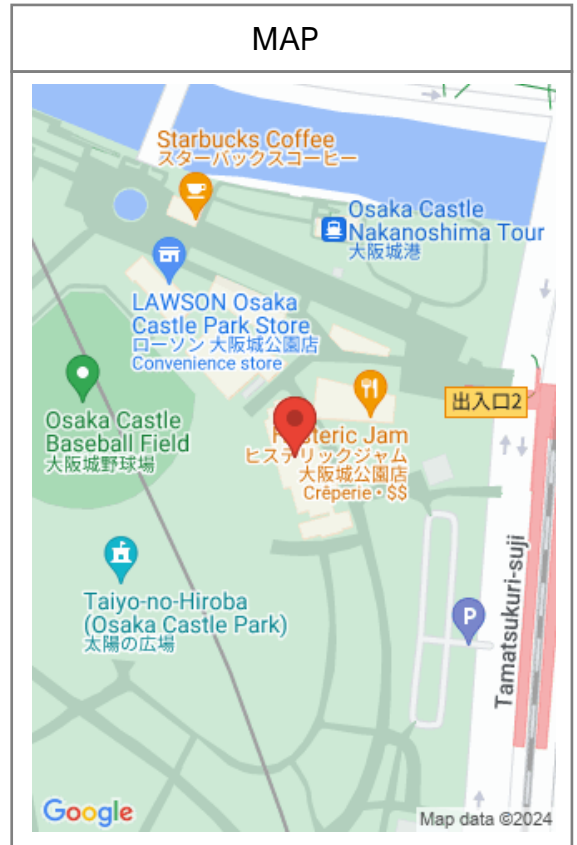 MAP
Starbucks Coffee
スターバックスコーヒー
Osaka Castle
Nakanoshima Tour
大阪城港
LAWSON Osaka
Castle Park Store
ローソン 大阪城公園店
Convenience store
出入口2
Osaka Castle
Baseball Field
大阪城野球場
Jam
ヒステリックジャム
大阪城公園店
Crêperie • $$
Taiyo-no-Hiroba
(Osaka Castle Park)
太陽の広場
P
Tamatsukuri-suji
Google
Map data ©2024